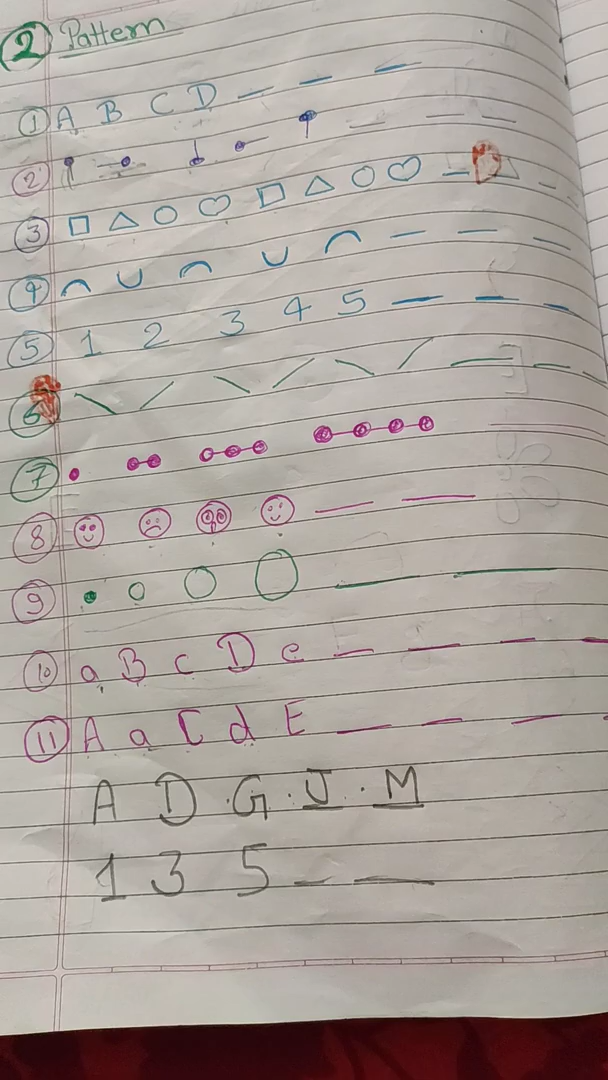 2 Pattern
1 A B C D
2
3
4
5 1 2 3 4 5
6
7
8
9
10 a B c D e
11 A a C d E
A D . G . J . M
1 3 5